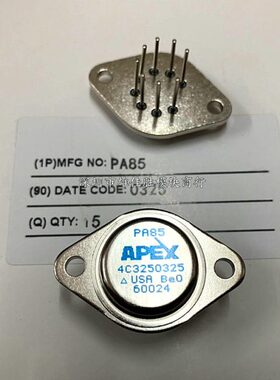 (1P)MFG NO: PA85
(90) DATE CODE: 0325
(Q) QTY: 15
PA85
APEX
4C3250325
△ USA BeO
60024